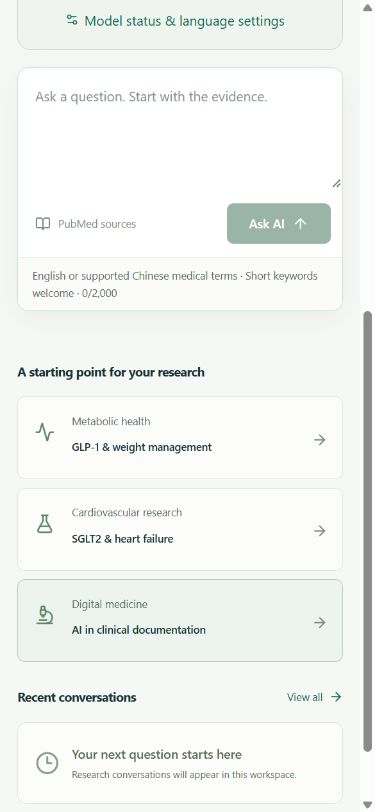 Model status & language settings
Ask a question. Start with the evidence.
PubMed sources
Ask AI
English or supported Chinese medical terms · Short keywords
welcome · 0/2,000
A starting point for your research
Metabolic health
GLP-1 & weight management
Cardiovascular research
SGLT2 & heart failure
Digital medicine
AI in clinical documentation
Recent conversations
View all
Your next question starts here
Research conversations will appear in this workspace.